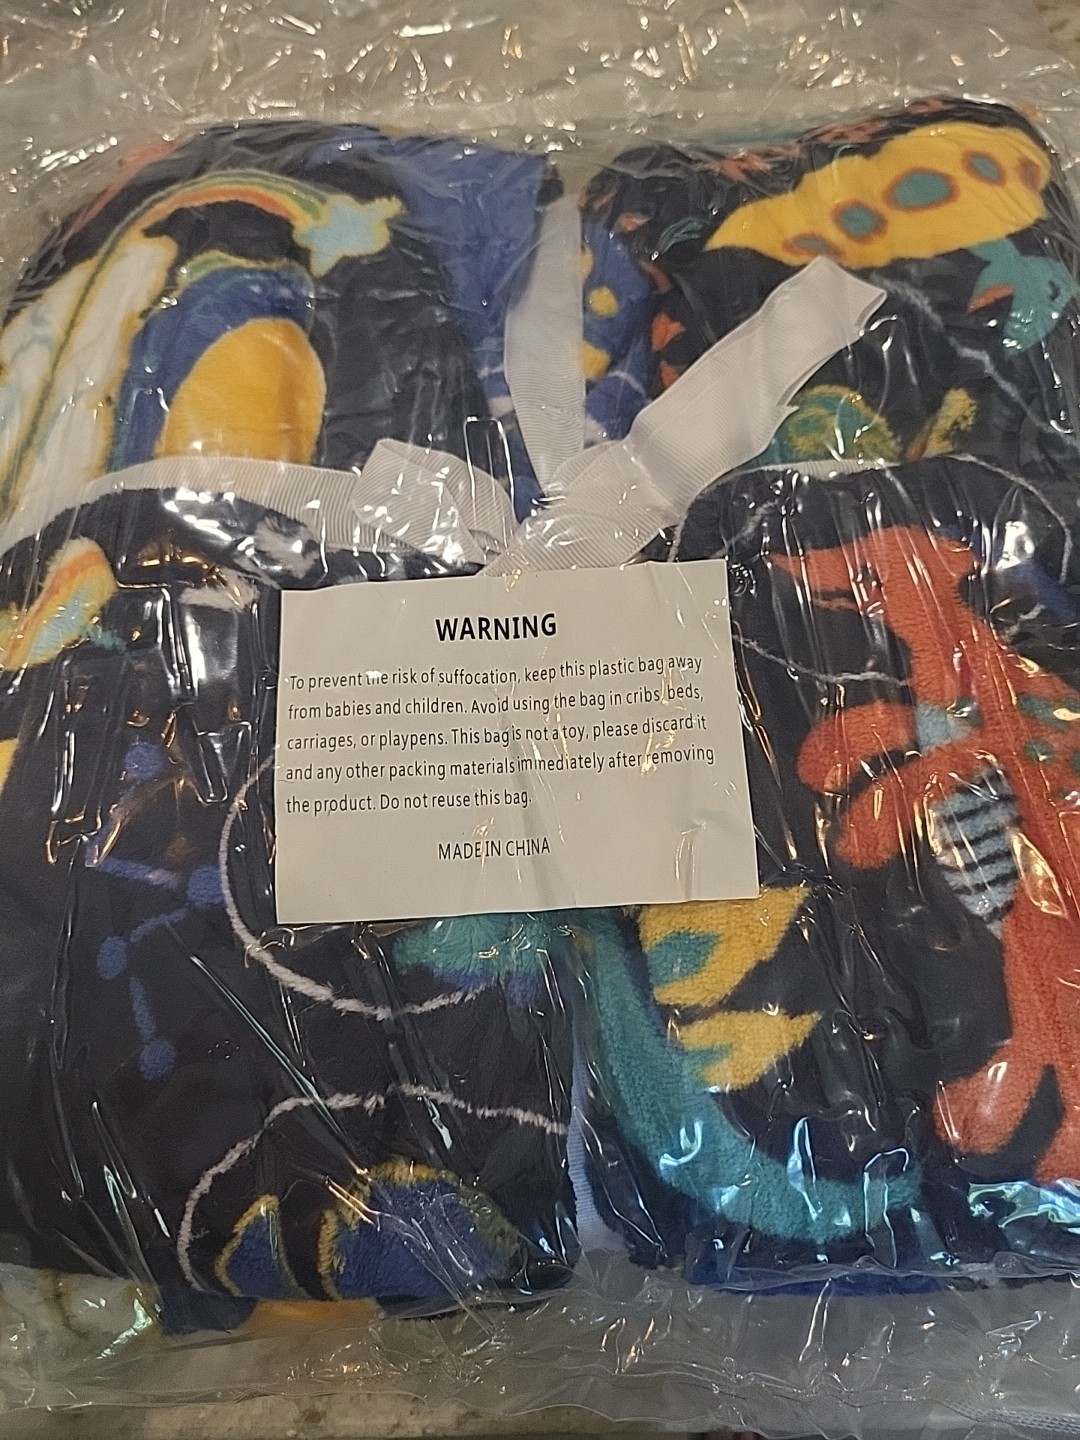 WARNING
To prevent the risk of suffocation, keep this plastic bag away
from babies and children. Avoid using the bag in cribs, beds,
carriages, or playpens. This bag is not a toy, please discard it
and any other packing materials immediately after removing
the product. Do not reuse this bag.
MADE IN CHINA